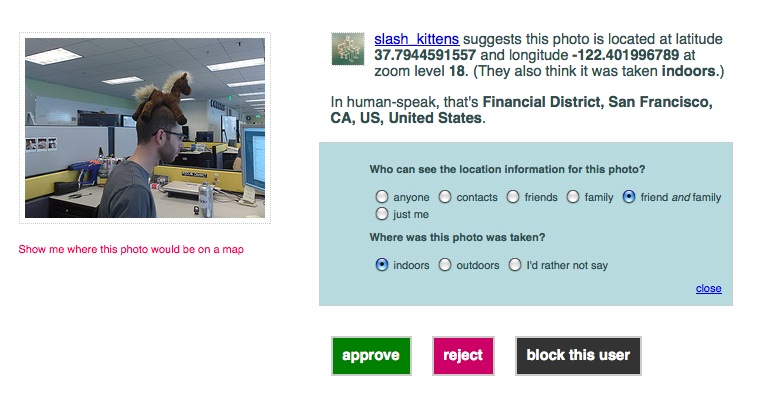 slash_kittens suggests this photo is located at latitude
37.7944591557 and longitude -122.401996789 at
zoom level 18. (They also think it was taken indoors.)
In human-speak, that's Financial District, San Francisco,
CA, US, United States.
Who can see the location information for this photo?
anyone contacts friends family friend and family
just me
Where was this photo was taken?
indoors outdoors I'd rather not say
close
Show me where this photo would be on a map
approve reject block this user